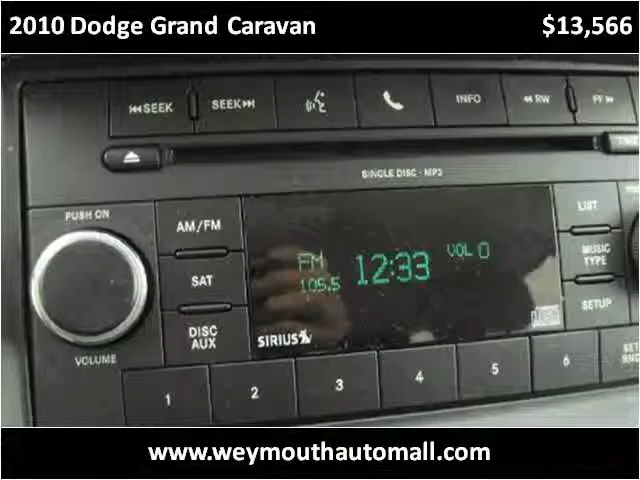 2010 Dodge Grand Caravan $13,566
SEEK SEEK INFO RW FF
SINGLE DISC - MP3
PUSH ON
VOLUME
AM/FM
SAT
DISC AUX
FM
105.5
12:33
VOL 0
SIRIUS
LIST
MUSIC TYPE
SETUP
1 2 3 4 5 6
www.weymouthautomall.com